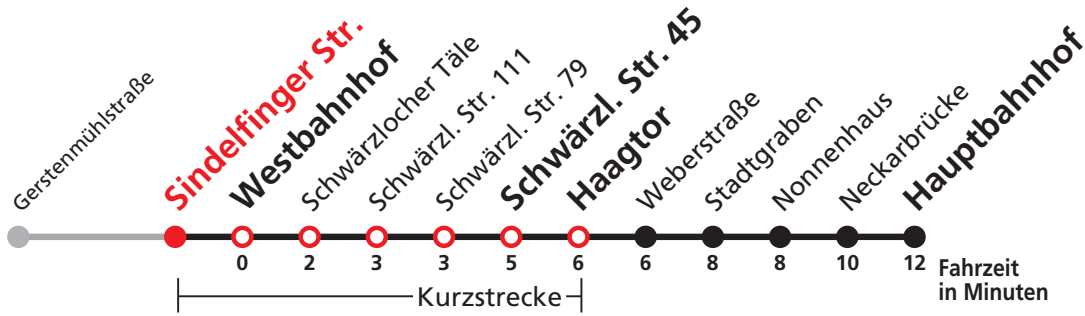 Gerstenmühlstraße
Sindelfinger Str.
Westbahnhof
Schwärzlocher Täle
Schwärzl. Str. 111
Schwärzl. Str. 79
Schwärzl. Str. 45
Haagtor
Weberstraße
Stadtgraben
Nonnenhaus
Neckarbrücke
Hauptbahnhof
0 2 3 3 5 6 6 8 8 10 12
Fahrzeit
in Minuten
Kurzstrecke